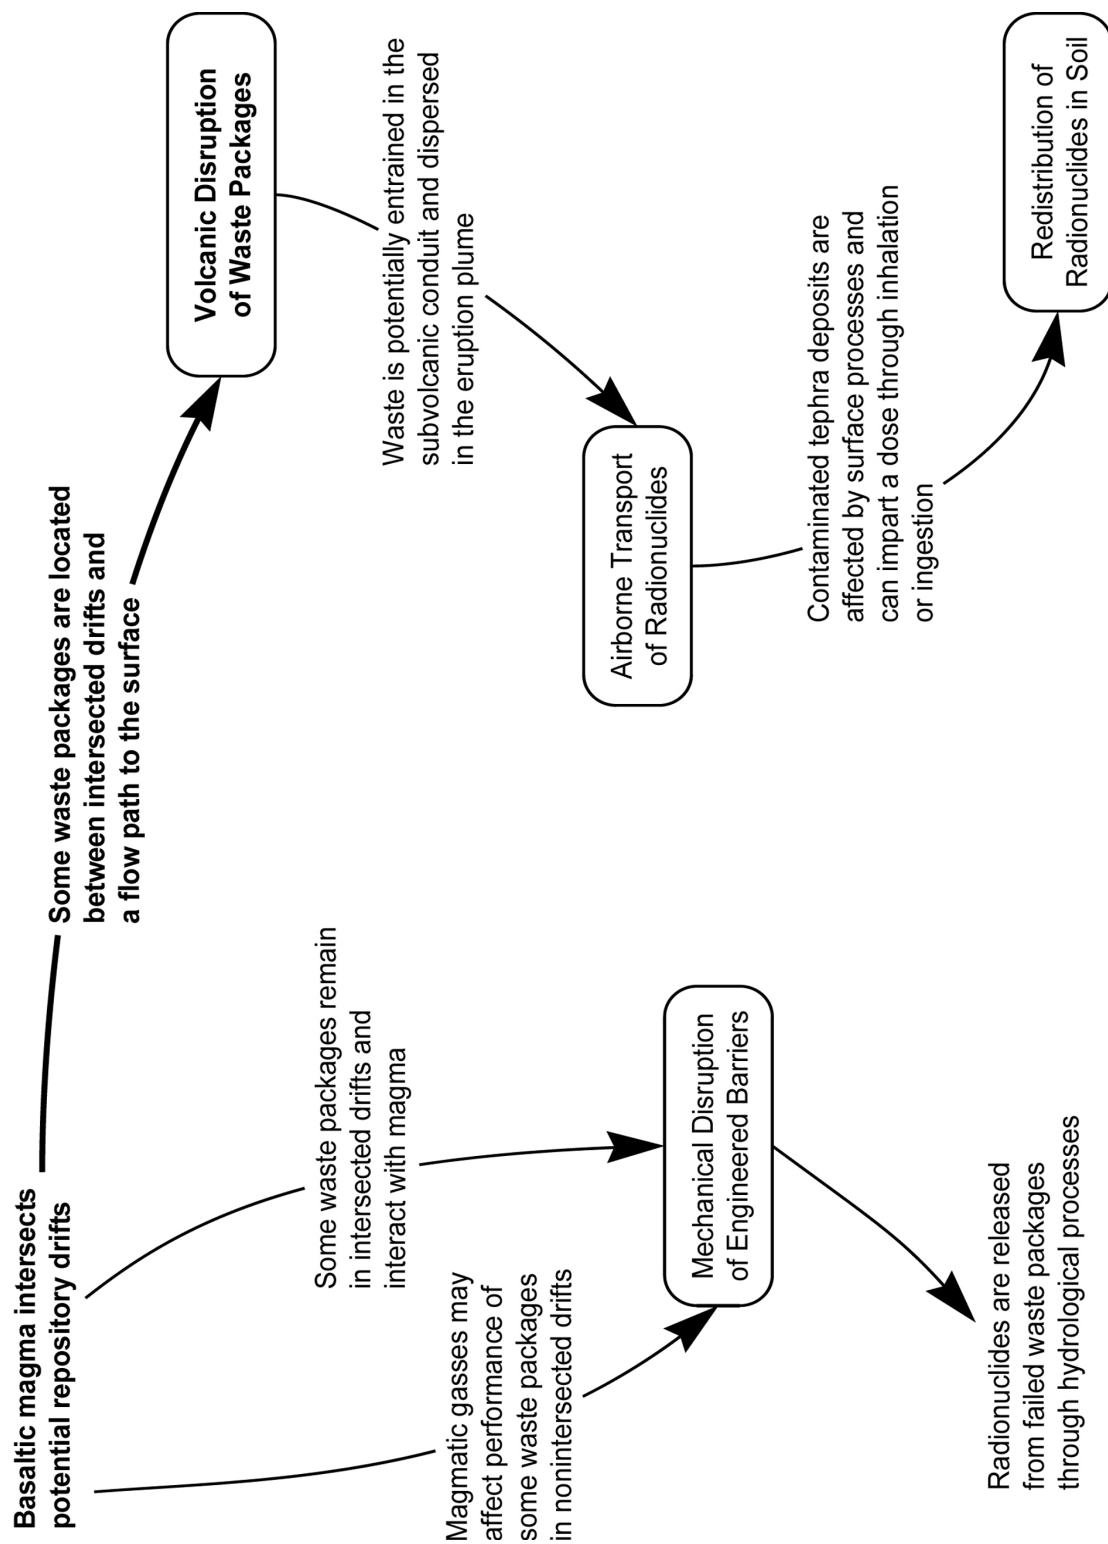 Basaltic magma intersects
potential repository drifts
Some waste packages are located
between intersected drifts and
a flow path to the surface
Volcanic Disruption
of Waste Packages
Some waste packages remain
in intersected drifts and
interact with magma
Magmatic gasses may
affect performance of
some waste packages
in nonintersected drifts
Waste is potentially entrained in the
subvolcanic conduit and dispersed
in the eruption plume
Mechanical Disruption
of Engineered Barriers
Airborne Transport
of Radionuclides
Contaminated tephra deposits are
affected by surface processes and
can impart a dose through inhalation
or ingestion
Radionuclides are released
from failed waste packages
through hydrological processes
Redistribution of
Radionuclides in Soil